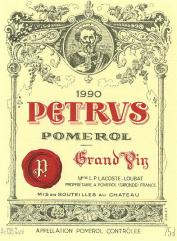 1990
PETRVS
POMEROL
Grand Vin
P.
Mme L.P. LACOSTE-LOUBAT
PROPRIETAIRE A POMEROL (GIRONDE) FRANCE
MIS EN BOUTEILLES AU CHATEAU
APPELLATION POMEROL CONTRÔLÉE
75cl